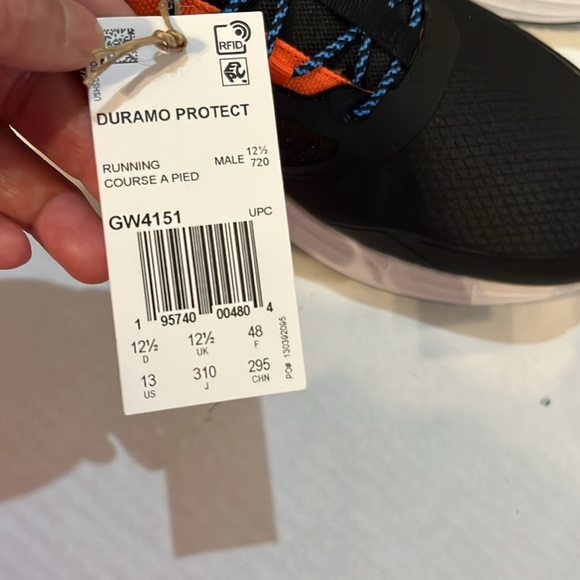 RFID
DURAMO PROTECT
RUNNING
COURSE A PIED
MALE 12½
720
GW4151
UPC
1 95740 00480 4
12½ 12½ 48
D UK F
13 310 295
US J CHN
PO# 130392095